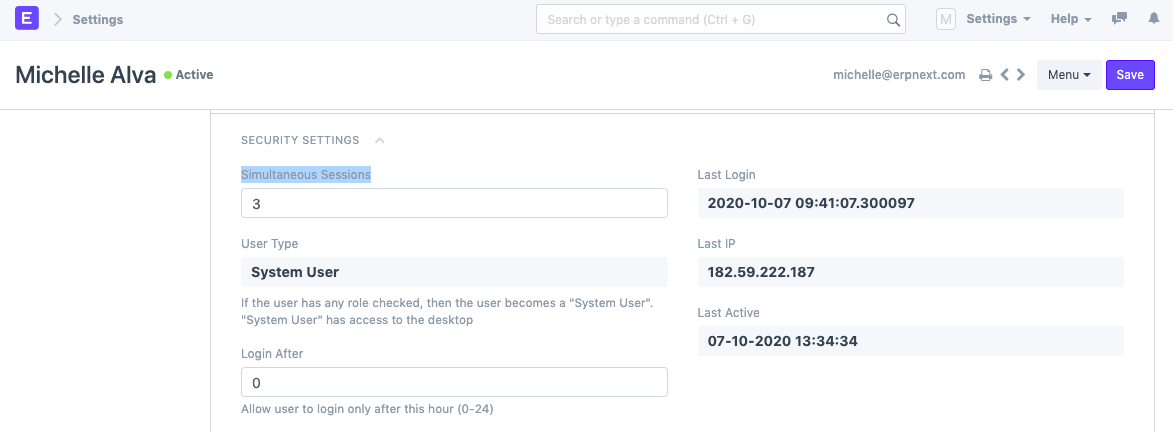 E Settings Search or type a command (Ctrl + G) M Settings Help
Michelle Alva Active michelle@erpnext.com Menu Save
SECURITY SETTINGS
Simultaneous Sessions
3
User Type
System User
If the user has any role checked, then the user becomes a "System User".
"System User" has access to the desktop
Login After
0
Allow user to login only after this hour (0-24)
Last Login
2020-10-07 09:41:07.300097
Last IP
182.59.222.187
Last Active
07-10-2020 13:34:34